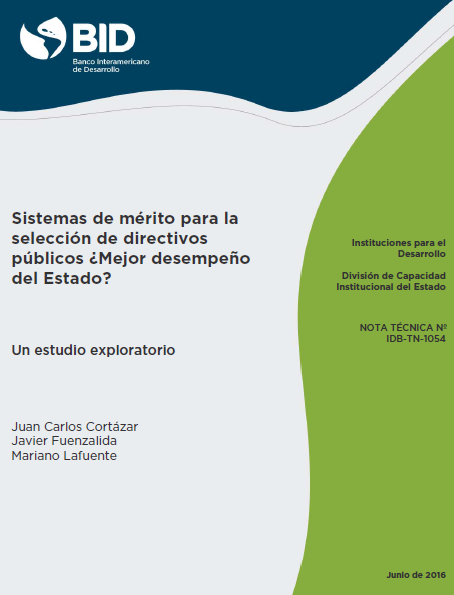 BID
Banco Interamericano
de Desarrollo
Sistemas de mérito para la
selección de directivos
públicos ¿Mejor desempeño
del Estado?
Un estudio exploratorio
Juan Carlos Cortázar
Javier Fuenzalida
Mariano Lafuente
Instituciones para el
Desarrollo
División de Capacidad
Institucional del Estado
NOTA TÉCNICA Nº
IDB-TN-1054
Junio de 2016